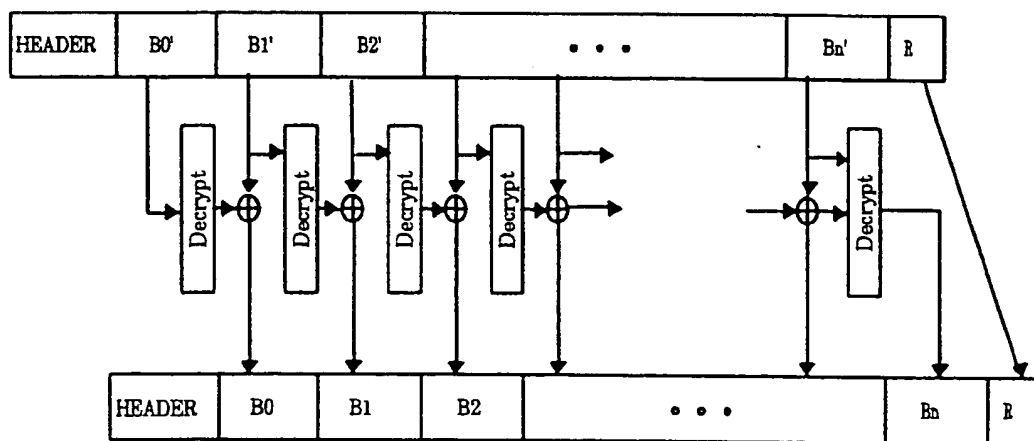 HEADER B0' B1' B2' • • • Bn' R
Decrypt Decrypt Decrypt Decrypt Decrypt
HEADER B0 B1 B2 • • • Bn R